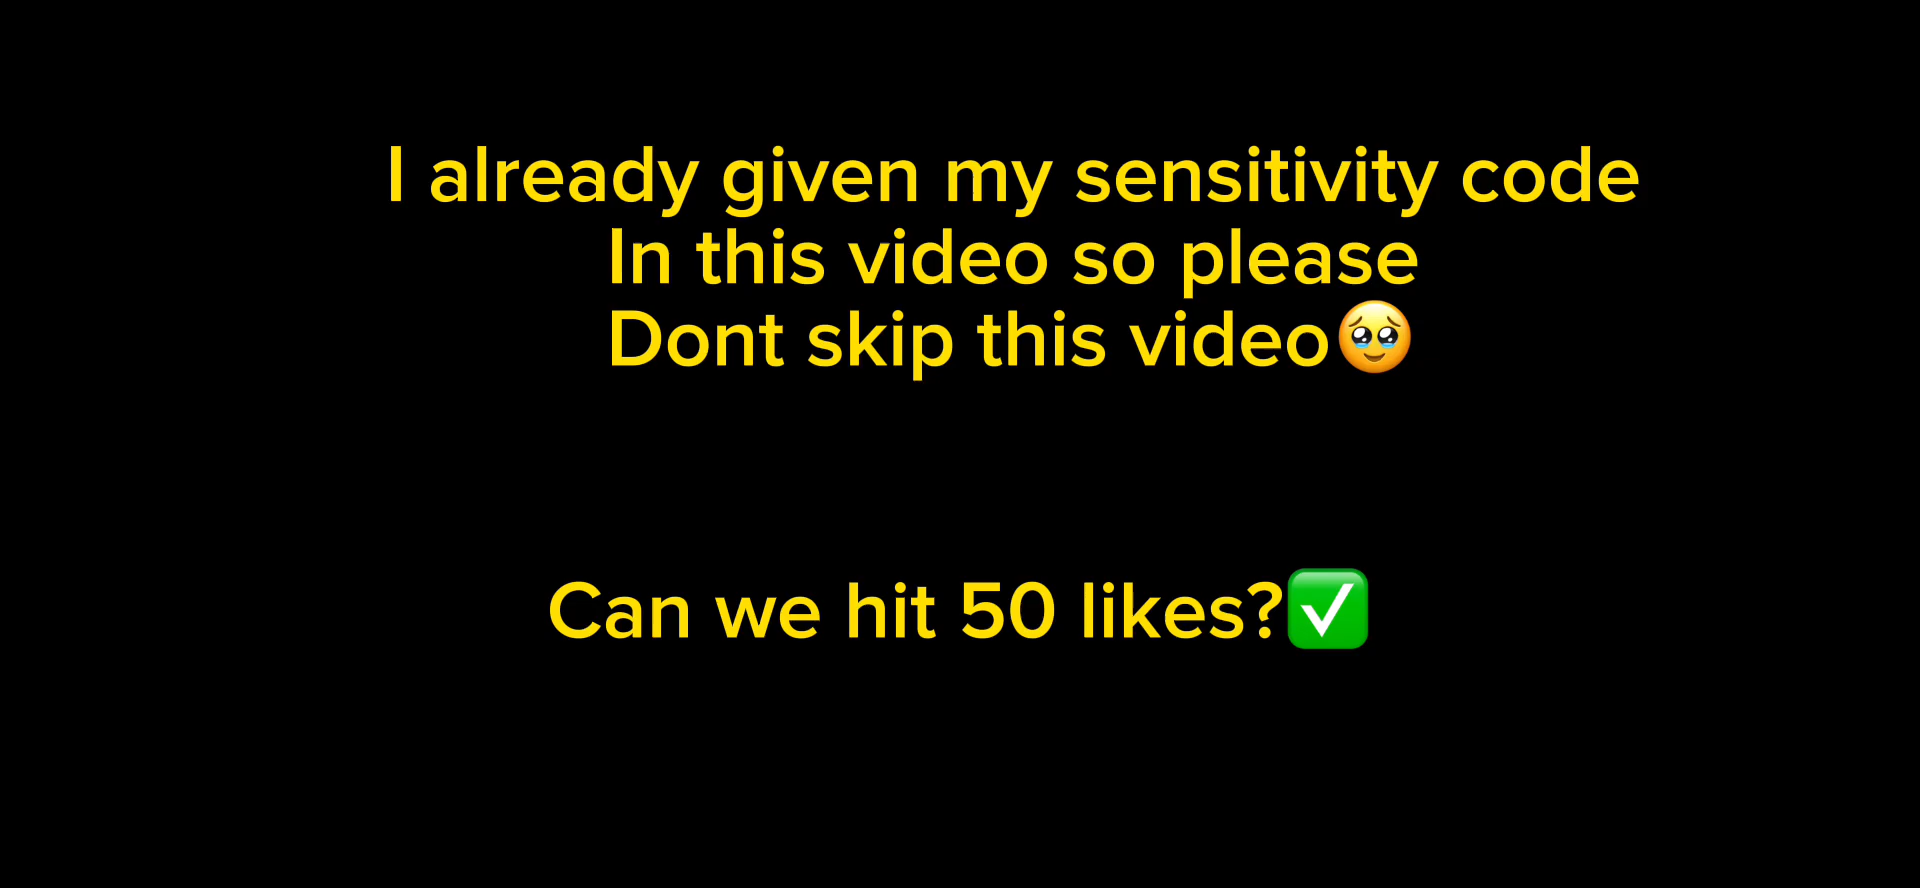 I already given my sensitivity code
In this video so please
Dont skip this video🥹
Can we hit 50 likes?✅